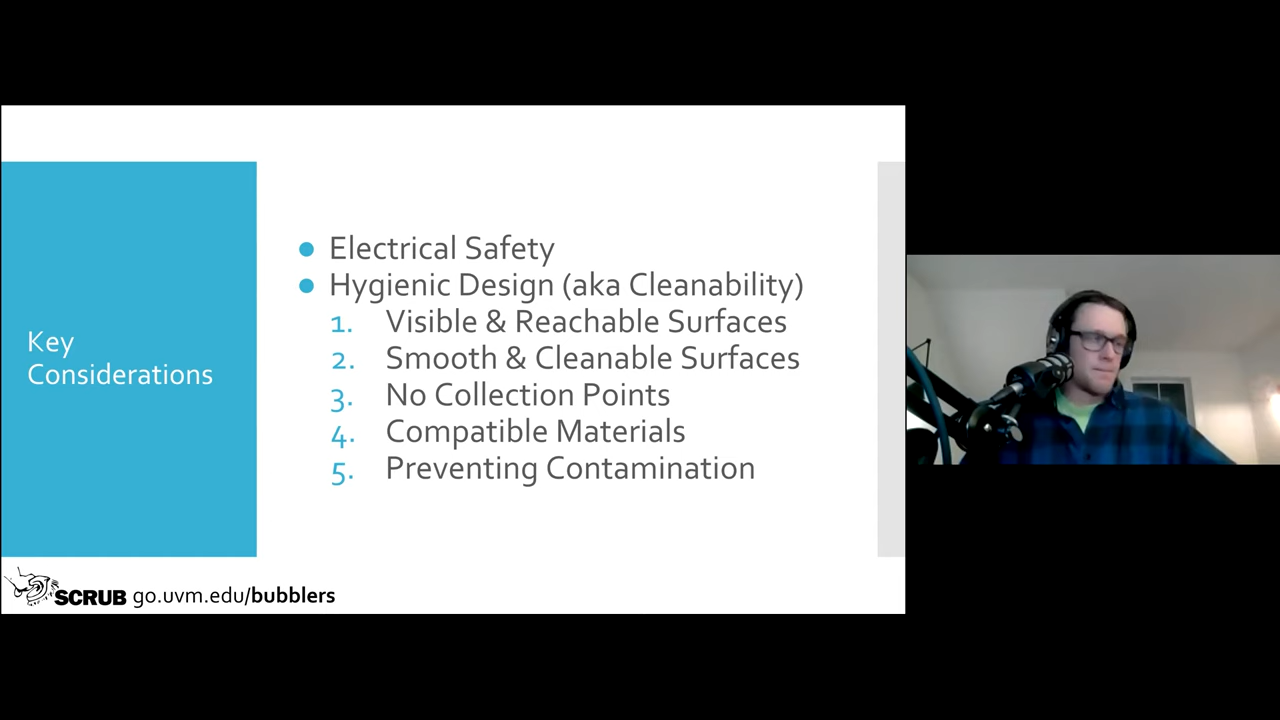 Key
Considerations
● Electrical Safety
● Hygienic Design (aka Cleanability)
1. Visible & Reachable Surfaces
2. Smooth & Cleanable Surfaces
3. No Collection Points
4. Compatible Materials
5. Preventing Contamination
SCRUB go.uvm.edu/bubblers